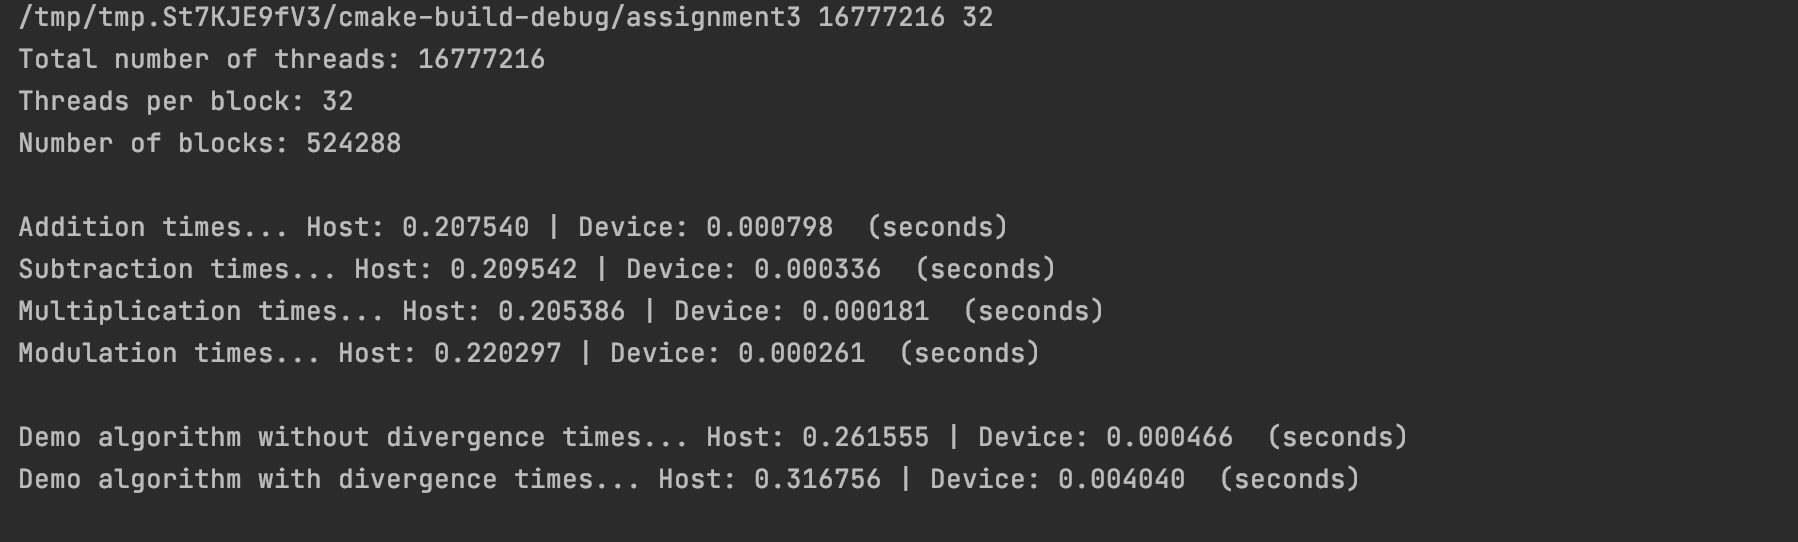 /tmp/tmp.St7KJE9fV3/cmake-build-debug/assignment3 16777216 32
Total number of threads: 16777216
Threads per block: 32
Number of blocks: 524288
Addition times... Host: 0.207540 | Device: 0.000798  (seconds)
Subtraction times... Host: 0.209542 | Device: 0.000336  (seconds)
Multiplication times... Host: 0.205386 | Device: 0.000181  (seconds)
Modulation times... Host: 0.220297 | Device: 0.000261  (seconds)
Demo algorithm without divergence times... Host: 0.261555 | Device: 0.000466  (seconds)
Demo algorithm with divergence times... Host: 0.316756 | Device: 0.004040  (seconds)